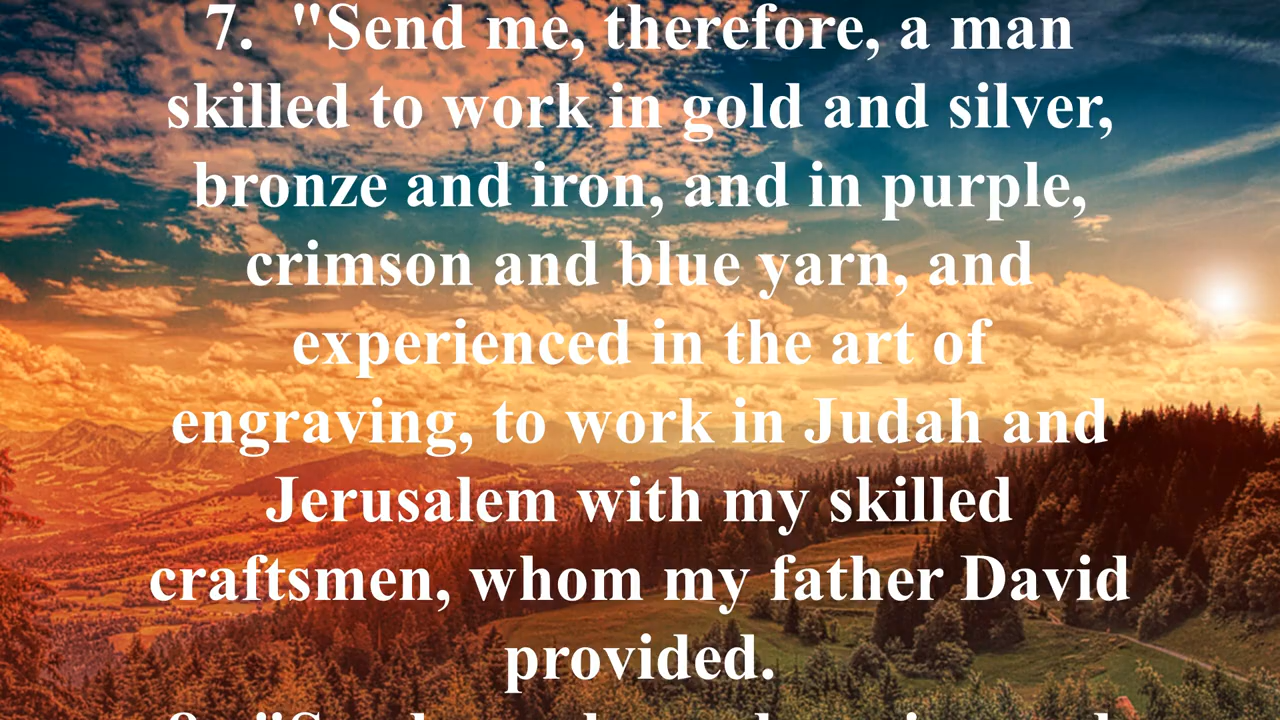 7. "Send me, therefore, a man
skilled to work in gold and silver,
bronze and iron, and in purple,
crimson and blue yarn, and
experienced in the art of
engraving, to work in Judah and
Jerusalem with my skilled
craftsmen, whom my father David
provided.